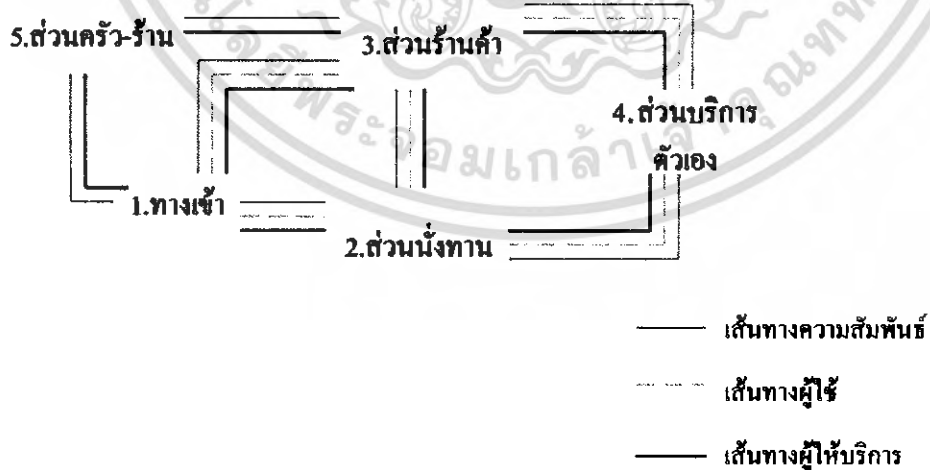 5.ส่วนครัว-ร้าน
3.ส่วนร้านค้า
4.ส่วนบริการ
ตัวเอง
1.ทางเข้า
2.ส่วนนั่งทาน
เส้นทางความสัมพันธ์
เส้นทางผู้ใช้
เส้นทางผู้ให้บริการ